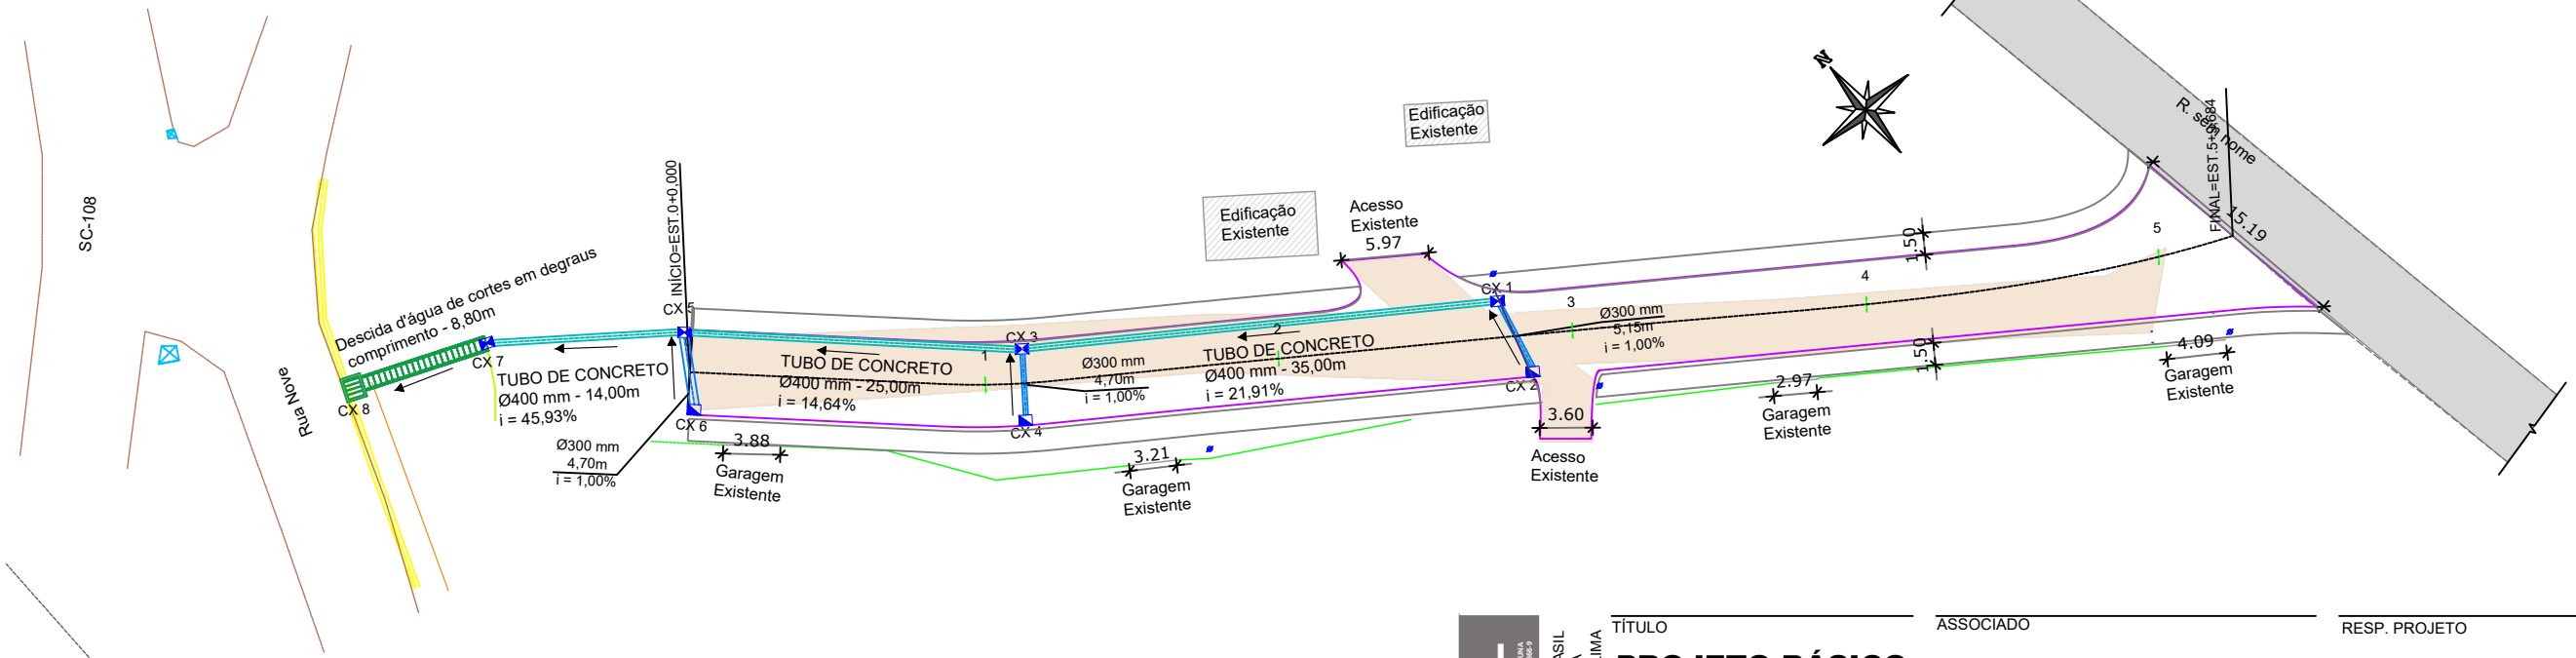 SC-108
Rua Nove
Descida d'água de cortes em degraus
comprimento - 8,80m
CX 8
CX 7
TUBO DE CONCRETO
Ø400 mm - 14,00m
i = 45,93%
INÍCIO=EST.0+0,000
CX 5
CX 6
Ø300 mm
4,70m
i = 1,00%
3.88
Garagem
Existente
TUBO DE CONCRETO
Ø400 mm - 25,00m
i = 14,64%
1
CX 3
CX 4
Ø300 mm
4,70m
i = 1,00%
3.21
Garagem
Existente
Edificação
Existente
Edificação
Existente
Acesso
Existente
5.97
2
TUBO DE CONCRETO
Ø400 mm - 35,00m
i = 21,91%
CX 1
CX 2
3
Ø300 mm
5,15m
i = 1,00%
3.60
Acesso
Existente
4
1.50
1.50
2.97
Garagem
Existente
4.09
Garagem
Existente
5
N
R. sem nome
FINAL=EST.5+9,684
15.19
TÍTULO
ASSOCIADO
RESP. PROJETO
PROJETO BÁSICO